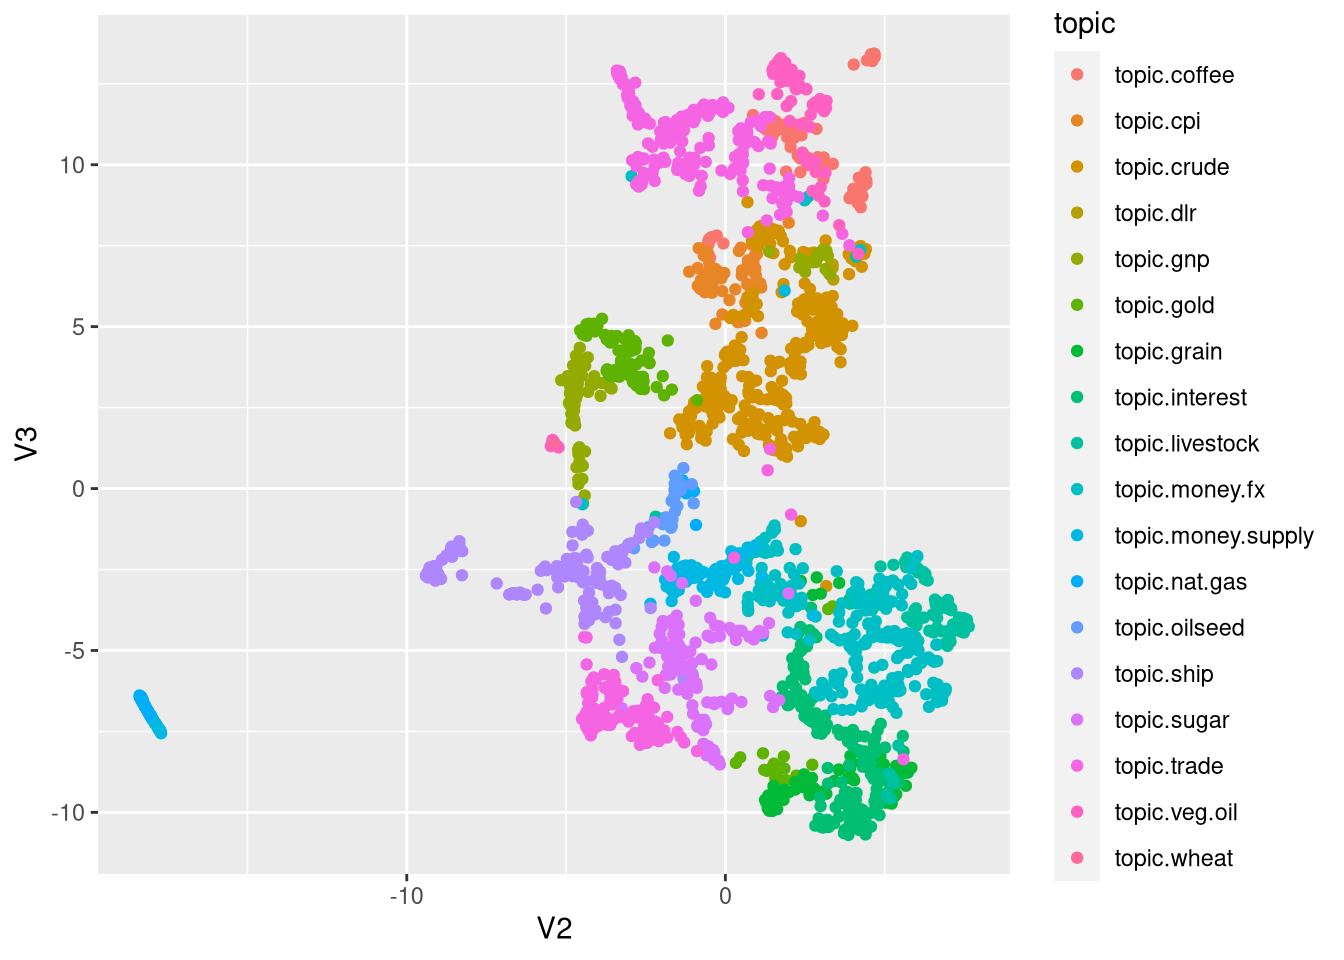 topic
topic.coffee
topic.cpi
topic.crude
topic.dlr
topic.gnp
topic.gold
topic.grain
topic.interest
topic.livestock
topic.money.fx
topic.money.supply
topic.nat.gas
topic.oilseed
topic.ship
topic.sugar
topic.trade
topic.veg.oil
topic.wheat
V3
10
5
0
-5
-10
-10
0
V2